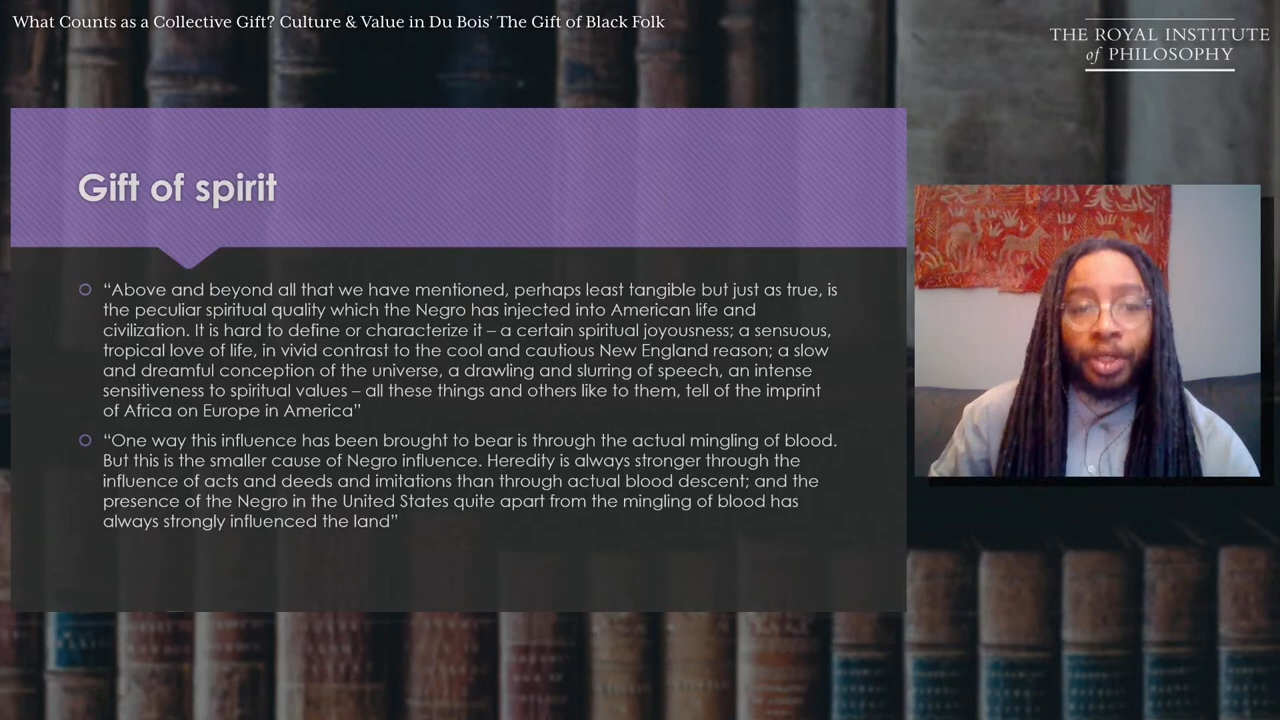 What Counts as a Collective Gift? Culture & Value in Du Bois' The Gift of Black Folk
THE ROYAL INSTITUTE
of PHILOSOPHY
Gift of spirit
“Above and beyond all that we have mentioned, perhaps least tangible but just as true, is
the peculiar spiritual quality which the Negro has injected into American life and
civilization. It is hard to define or characterize it – a certain spiritual joyousness; a sensuous,
tropical love of life, in vivid contrast to the cool and cautious New England reason; a slow
and dreamful conception of the universe, a drawling and slurring of speech, an intense
sensitiveness to spiritual values – all these things and others like to them, tell of the imprint
of Africa on Europe in America”
“One way this influence has been brought to bear is through the actual mingling of blood.
But this is the smaller cause of Negro influence. Heredity is always stronger through the
influence of acts and deeds and imitations than through actual blood descent; and the
presence of the Negro in the United States quite apart from the mingling of blood has
always strongly influenced the land”